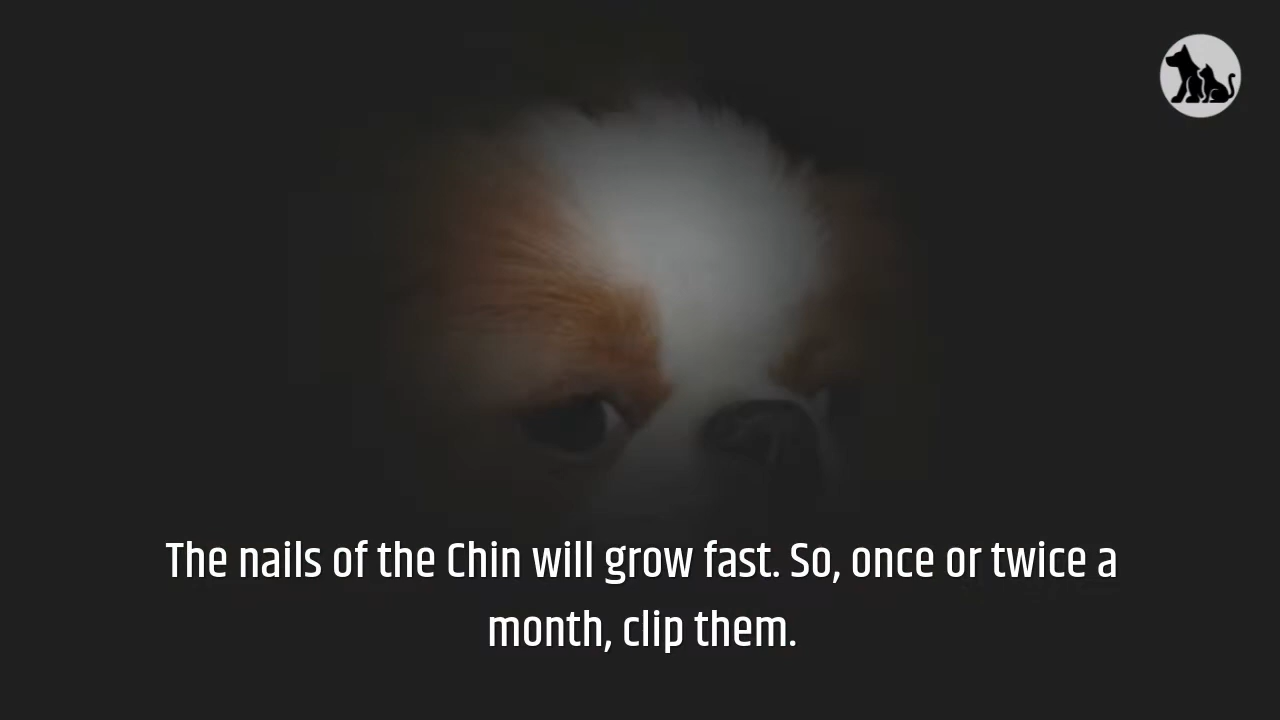 The nails of the Chin will grow fast. So, once or twice a
month, clip them.